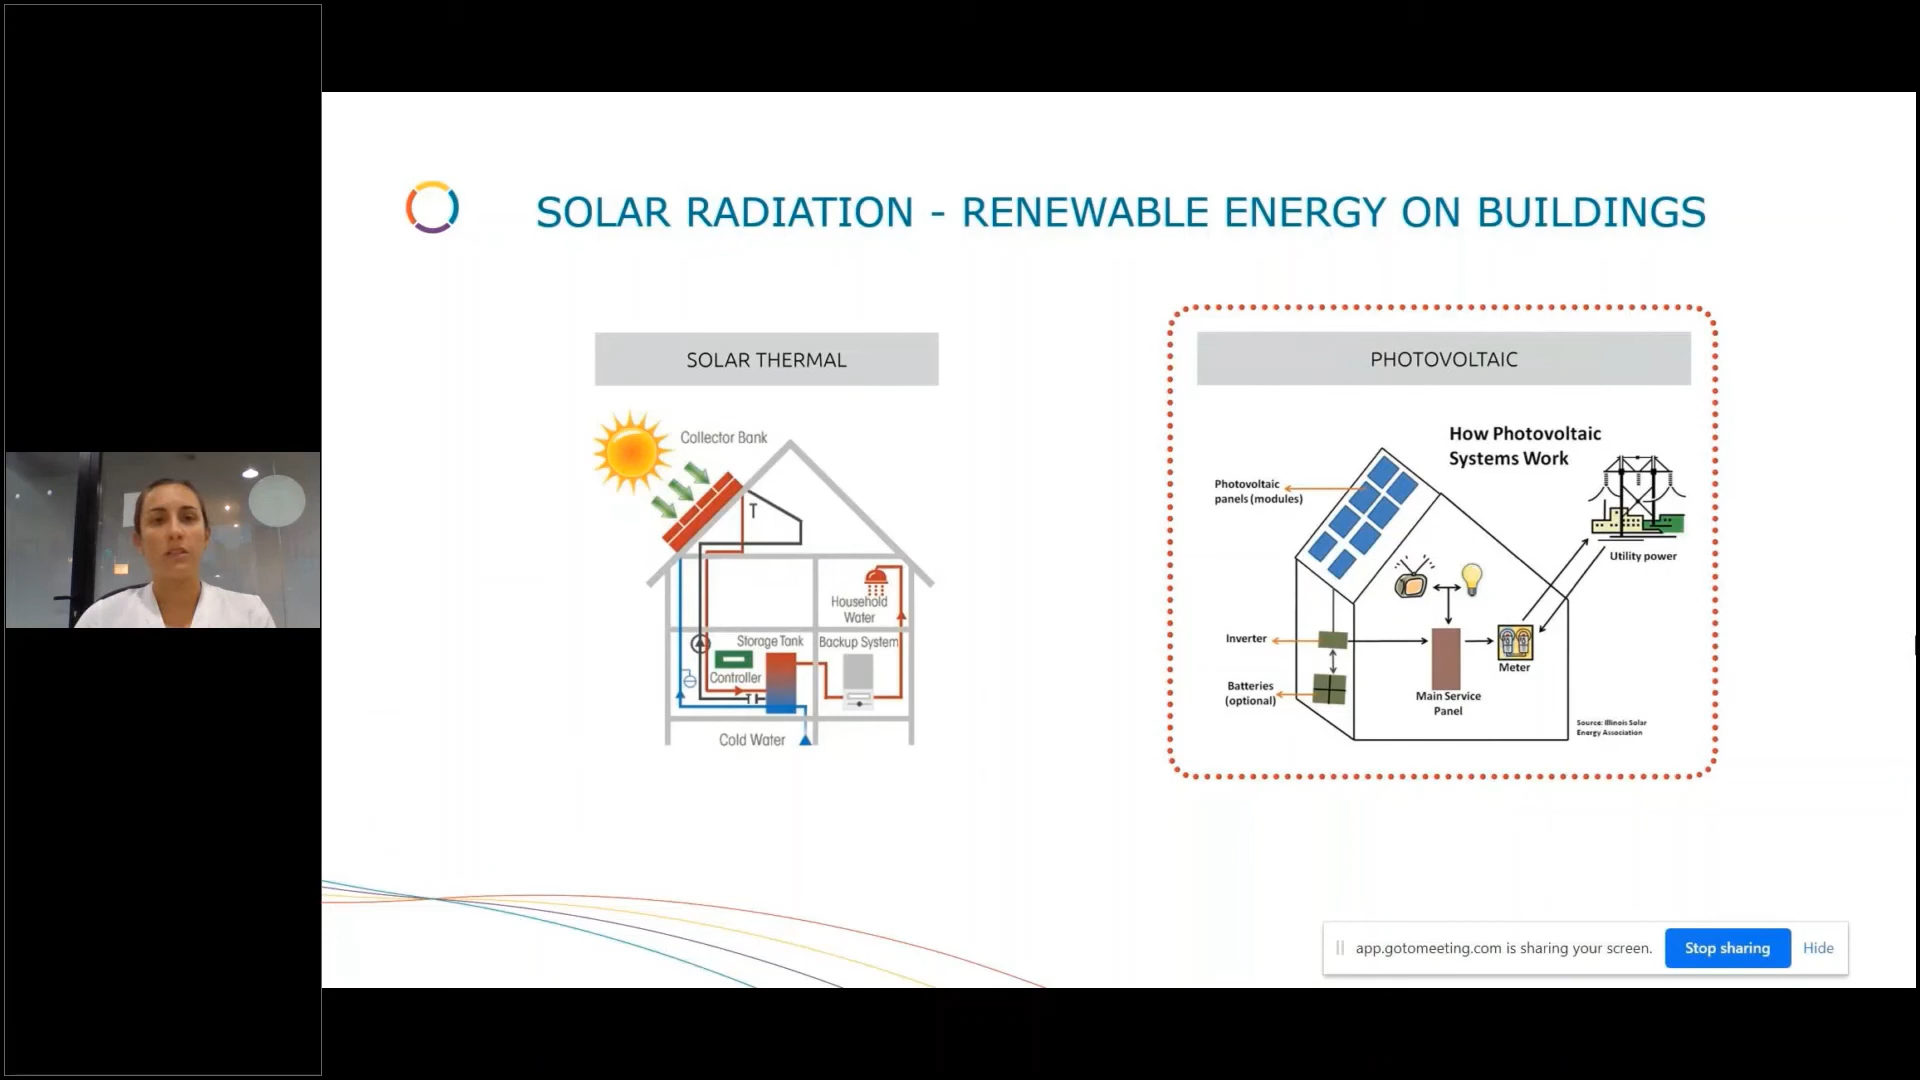 SOLAR RADIATION - RENEWABLE ENERGY ON BUILDINGS
SOLAR THERMAL
Collector Bank
T
Household
Water
Storage Tank
Backup System
Controller
Cold Water
PHOTOVOLTAIC
How Photovoltaic
Systems Work
Photovoltaic
panels (modules)
Utility power
Inverter
Meter
Batteries
(optional)
Main Service
Panel
Source: Illinois Solar
Energy Association
app.gotomeeting.com is sharing your screen.
Stop sharing
Hide